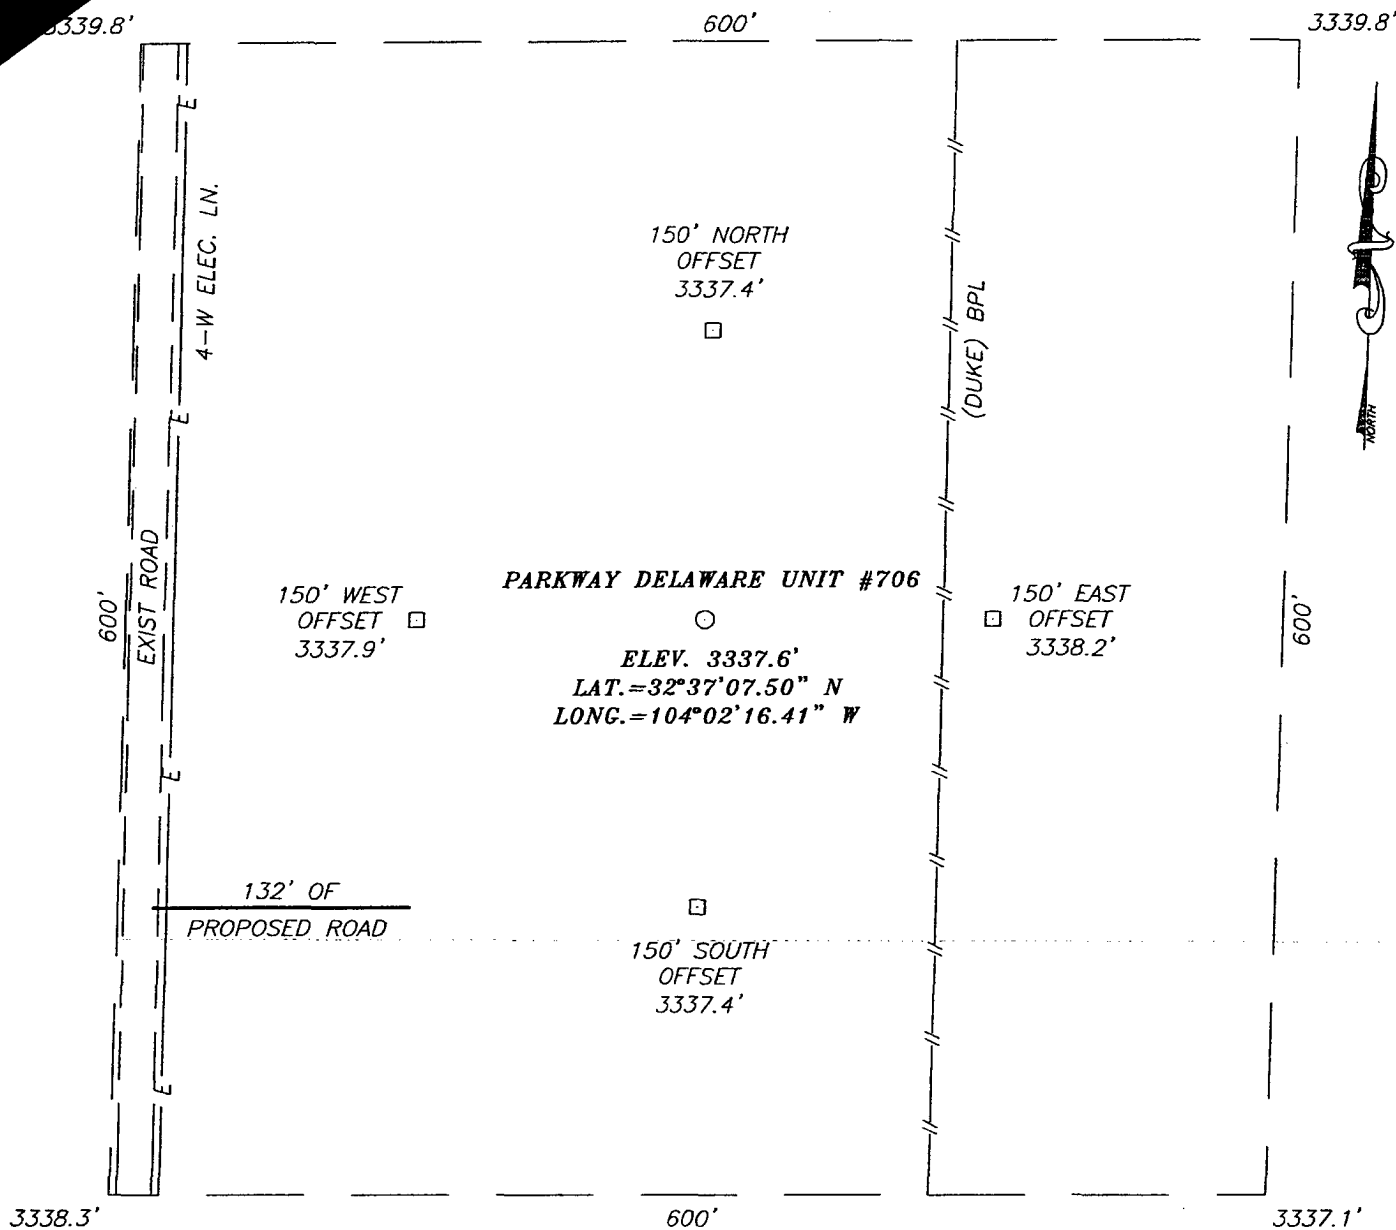 3339.8'
600'
3339.8'
4-W ELEC. LN.
E
E
E
E
150' NORTH
OFFSET
3337.4'
(DUKE) BPL
NORTH
600'
EXIST ROAD
150' WEST
OFFSET
3337.9'
PARKWAY DELAWARE UNIT #706
ELEV. 3337.6'
LAT.=32°37'07.50" N
LONG.=104°02'16.41" W
150' EAST
OFFSET
3338.2'
600'
132' OF
PROPOSED ROAD
150' SOUTH
OFFSET
3337.4'
3338.3'
600'
3337.1'